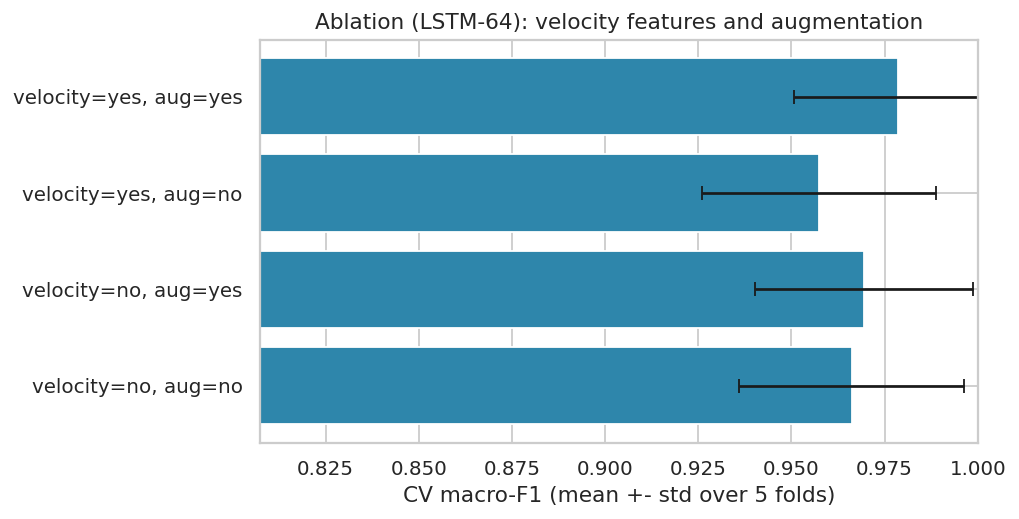 Ablation (LSTM-64): velocity features and augmentation
velocity=yes, aug=yes
velocity=yes, aug=no
velocity=no, aug=yes
velocity=no, aug=no
0.825 0.850 0.875 0.900 0.925 0.950 0.975 1.000
CV macro-F1 (mean +- std over 5 folds)